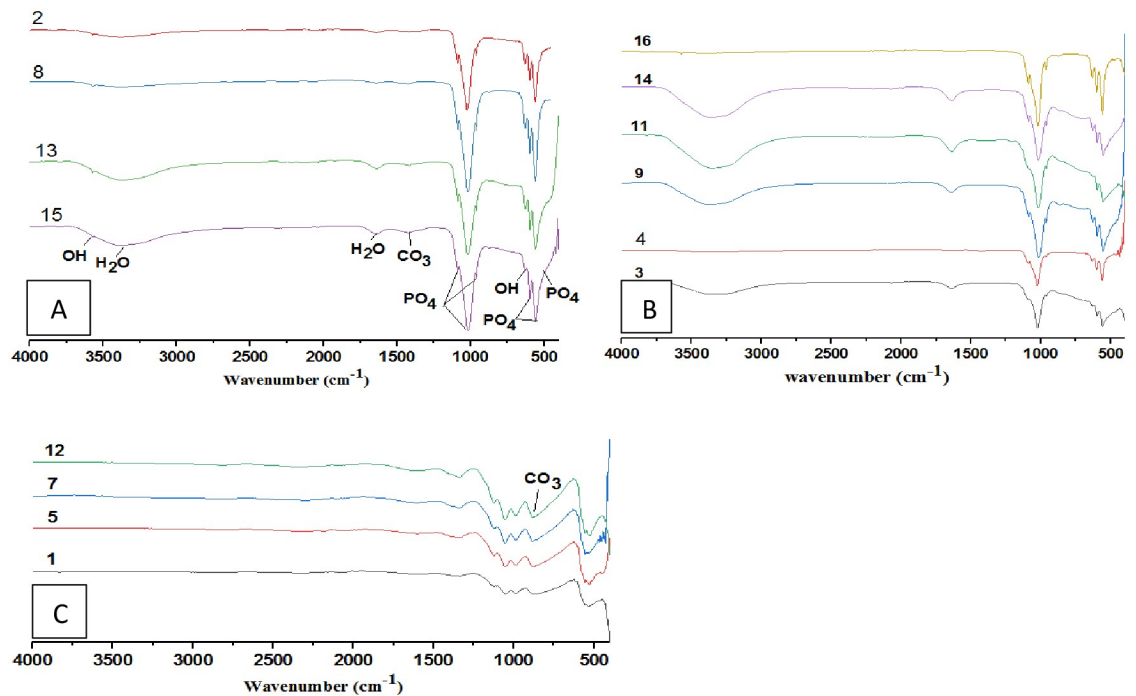 2
8
13
15
OH
H₂O
H₂O
CO₃
PO₄
OH
PO₄
PO₄
A
4000 3500 3000 2500 2000 1500 1000 500
Wavenumber (cm⁻¹)
16
14
11
9
4
3
B
4000 3500 3000 2500 2000 1500 1000 500
wavenumber (cm⁻¹)
12
7
5
1
CO₃
C
4000 3500 3000 2500 2000 1500 1000 500
Wavenumber (cm⁻¹)